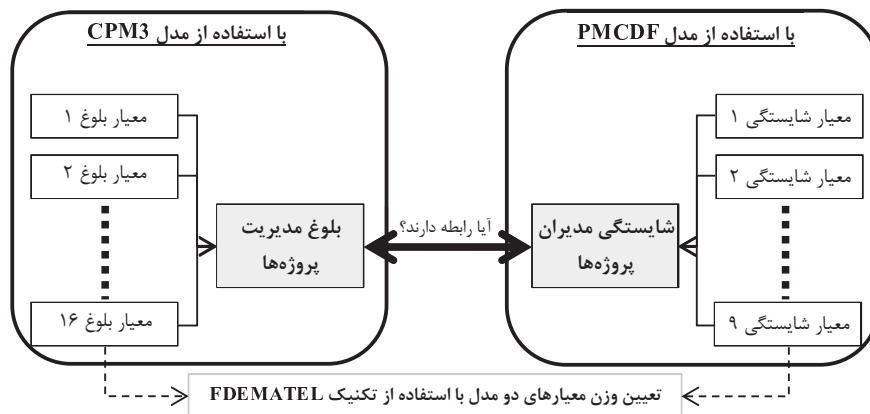 با استفاده از مدل PMCDF
معیار شایستگی ۱
معیار شایستگی ۲
شایستگی مدیران
پروژه‌ها
معیار شایستگی ۹
آیا رابطه دارند؟
با استفاده از مدل CPM3
معیار بلوغ ۱
معیار بلوغ ۲
بلوغ مدیریت
پروژه‌ها
معیار بلوغ ۱۶
تعیین وزن معیارهای دو مدل با استفاده از تکنیک FDEMATEL